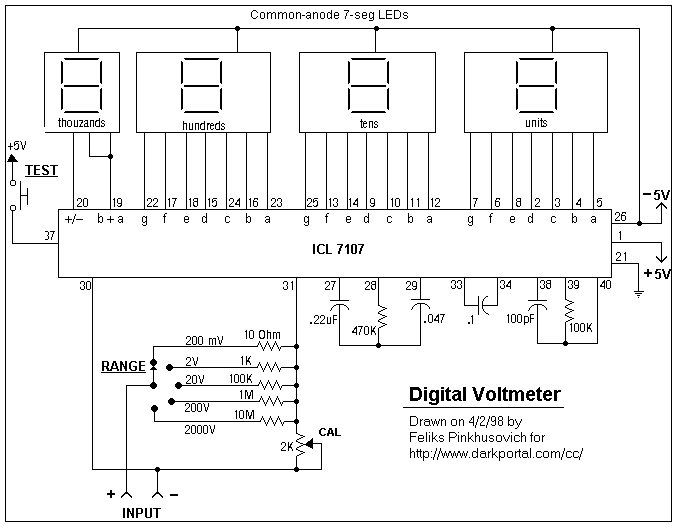 Common-anode 7-seg LEDs
thouzands hundreds tens units
+5V
TEST
20 19 22 17 18 15 24 16 23 25 13 14 9 10 11 12 7 6 8 2 3 4 5
+/− b + a g f e d c b a g f e d c b a g f e d c b a
26 −5V
37
ICL 7107
1
21
+5V
30 31 27 28 29 33 34 38 39 40
.22uF 470K .047 .1 100pF 100K
200 mV 10 Ohm
RANGE
2V 1K
20V 100K
200V 1M
2000V 10M
2K CAL
Digital Voltmeter
Drawn on 4/2/98 by
Feliks Pinkhusovich for
http://www.darkportal.com/cc/
+ −
INPUT